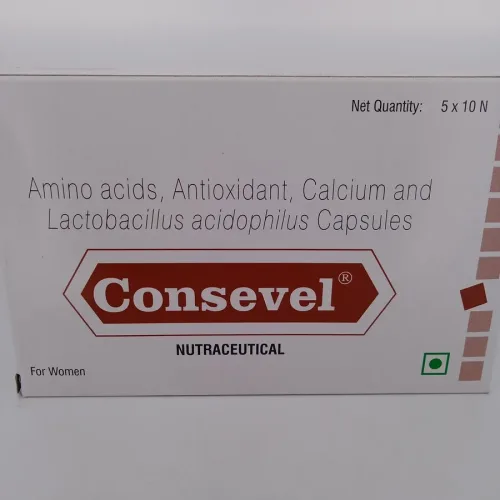 Net Quantity: 5 x 10 N
Amino acids, Antioxidant, Calcium and
Lactobacillus acidophilus Capsules
Consevel®
NUTRACEUTICAL
For Women